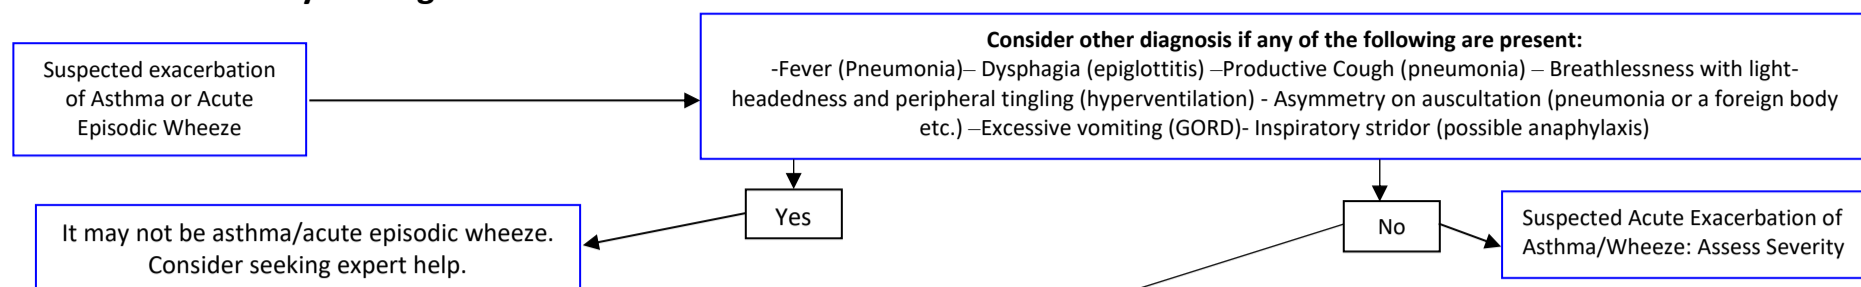 Suspected exacerbation
of Asthma or Acute
Episodic Wheeze
Consider other diagnosis if any of the following are present:
-Fever (Pneumonia)– Dysphagia (epiglottitis) –Productive Cough (pneumonia) – Breathlessness with light-
headedness and peripheral tingling (hyperventilation) - Asymmetry on auscultation (pneumonia or a foreign body
etc.) –Excessive vomiting (GORD)- Inspiratory stridor (possible anaphylaxis)
Yes
No
It may not be asthma/acute episodic wheeze.
Consider seeking expert help.
Suspected Acute Exacerbation of
Asthma/Wheeze: Assess Severity